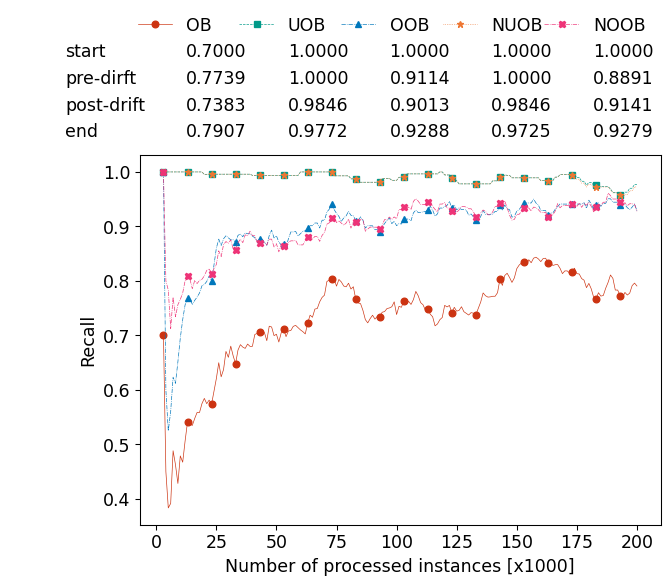 OB UOB OOB NUOB NOOB
start 0.7000 1.0000 1.0000 1.0000 1.0000
pre-dirft 0.7739 1.0000 0.9114 1.0000 0.8891
post-drift 0.7383 0.9846 0.9013 0.9846 0.9141
end 0.7907 0.9772 0.9288 0.9725 0.9279
1.0
0.9
0.8
0.7
0.6
0.5
0.4
Recall
0 25 50 75 100 125 150 175 200
Number of processed instances [x1000]